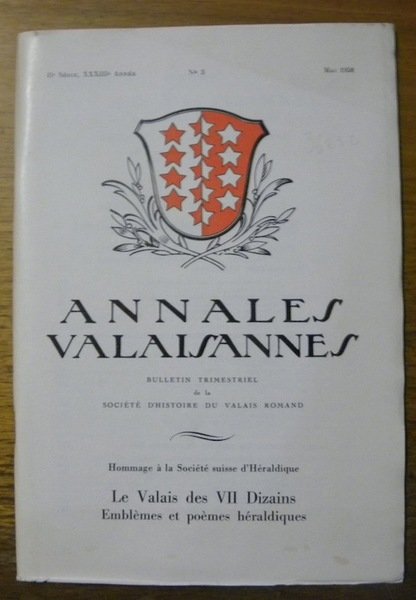 IIe Série, XXXIIIe Année No 3 Mai 1958
ANNALES
VALAISANNES
BULLETIN TRIMESTRIEL
de la
SOCIÉTÉ D'HISTOIRE DU VALAIS ROMAND
Hommage à la Société suisse d'Héraldique
Le Valais des VII Dizains
Emblèmes et poèmes héraldiques